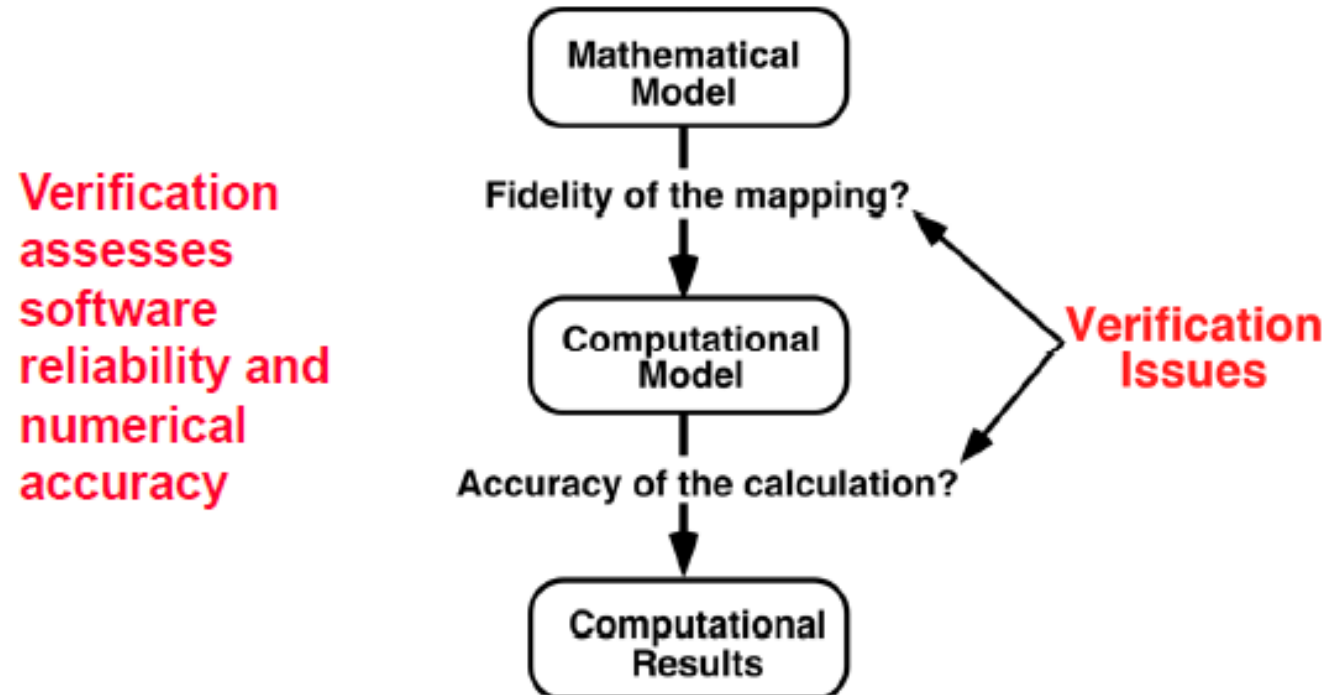 Mathematical
Model
Verification
assesses
software
reliability and
numerical
accuracy
Fidelity of the mapping?
Computational
Model
Verification
Issues
Accuracy of the calculation?
Computational
Results